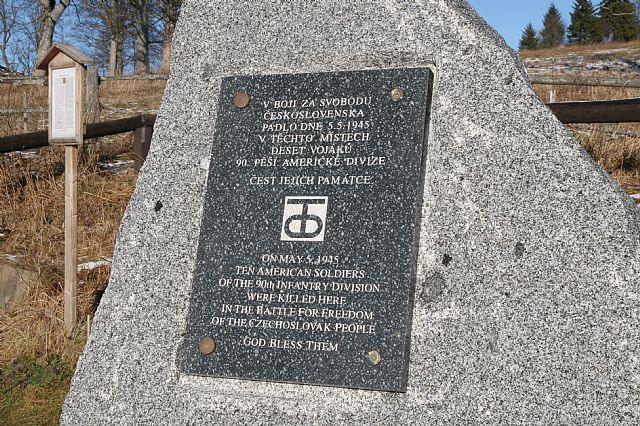 V BOJI ZA SVOBODU
ČESKOSLOVENSKA
PADLO DNE 5.5.1945
V TĚCHTO MÍSTECH
DESET VOJÁKŮ
90. PĚŠÍ AMERICKÉ DIVIZE
ČEST JEJICH PAMÁTCE
TO
ON MAY 5, 1945
TEN AMERICAN SOLDIERS
OF THE 90th INFANTRY DIVISION
WERE KILLED HERE
IN THE BATTLE FOR FREEDOM
OF THE CZECHOSLOVAK PEOPLE
GOD BLESS THEM